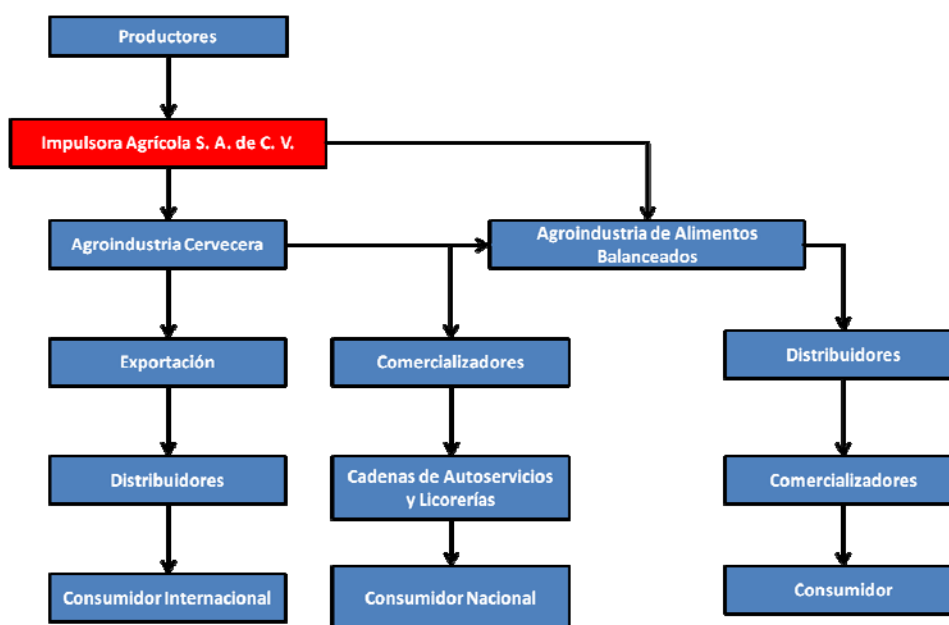 Productores
Impulsora Agrícola S. A. de C. V.
Agroindustria Cervecera
Agroindustria de Alimentos
Balanceados
Exportación
Comercializadores
Distribuidores
Distribuidores
Cadenas de Autoservicios
y Licorerías
Comercializadores
Consumidor Internacional
Consumidor Nacional
Consumidor